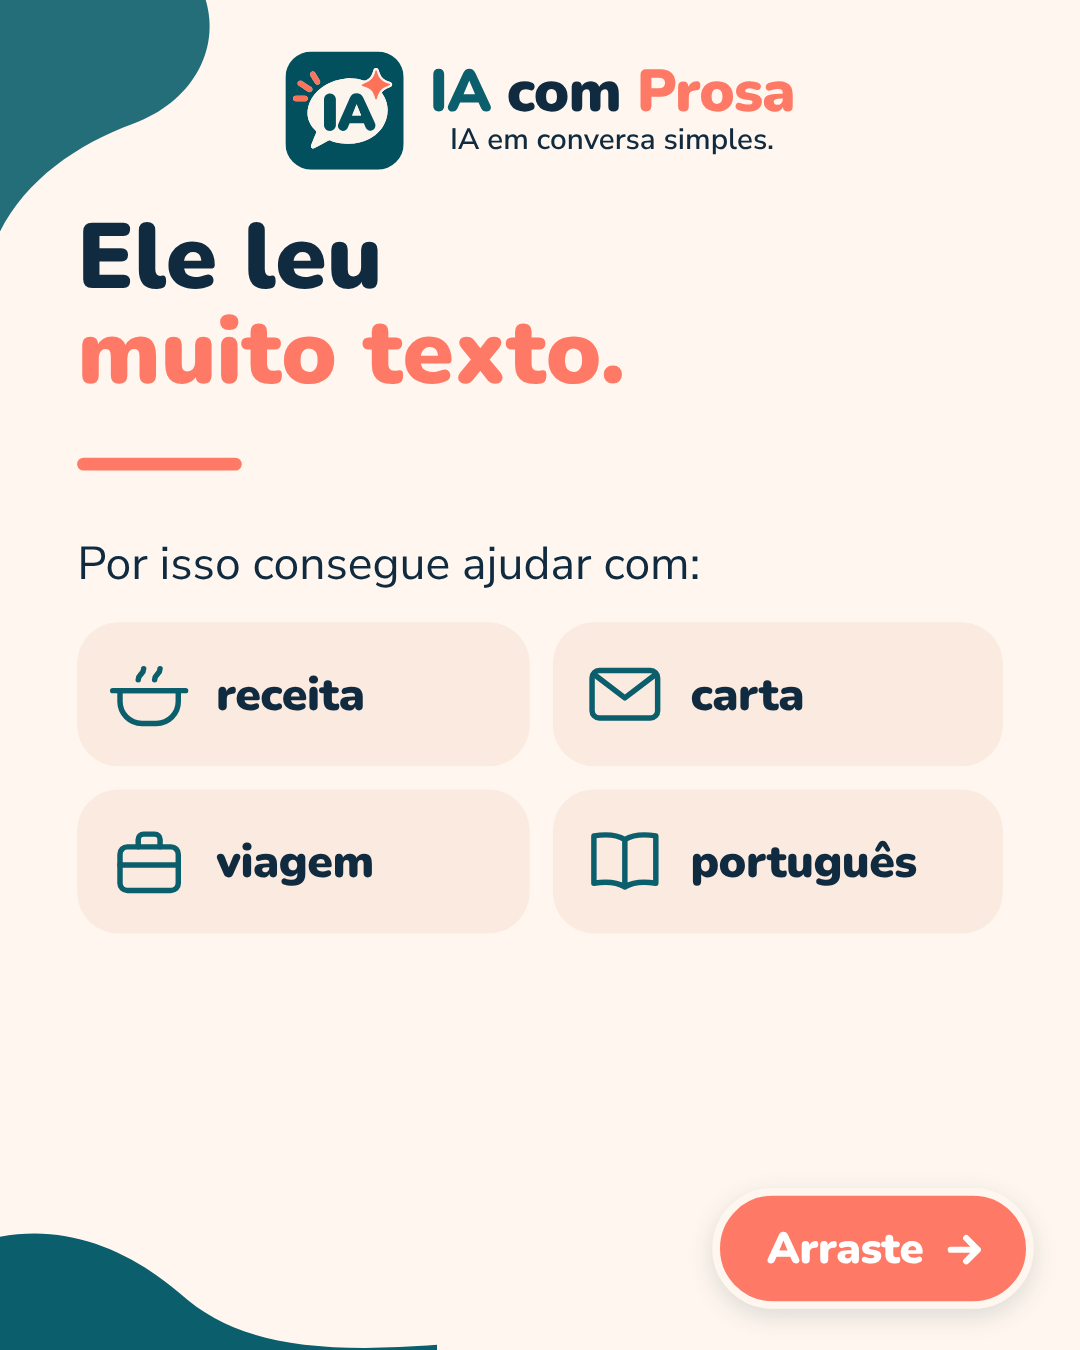 IA
IA com Prosa
IA em conversa simples.
Ele leu
muito texto.
Por isso consegue ajudar com:
receita
carta
viagem
português
Arraste →